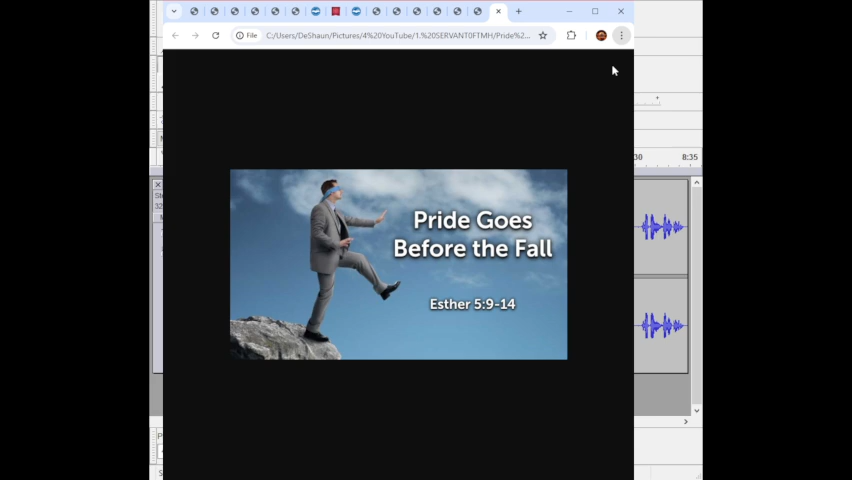 File
C:/Users/DeShaun/Pictures/4%20YouTube/1.%20SERVANT0FTMH/Pride%2...
30
8:35
Pride Goes
Before the Fall
Esther 5:9-14